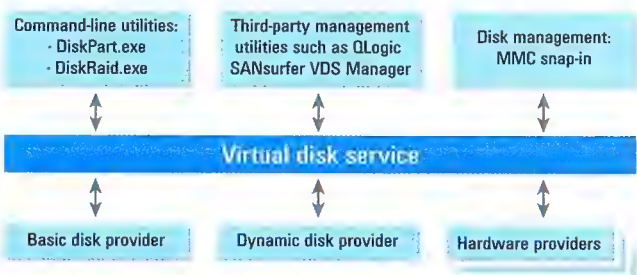 Command-line utilities:
· DiskPart.exe
· DiskRaid.exe
Third-party management
utilities such as QLogic
SANsurfer VDS Manager
Disk management:
MMC snap-in
Virtual disk service
Basic disk provider
Dynamic disk provider
Hardware providers